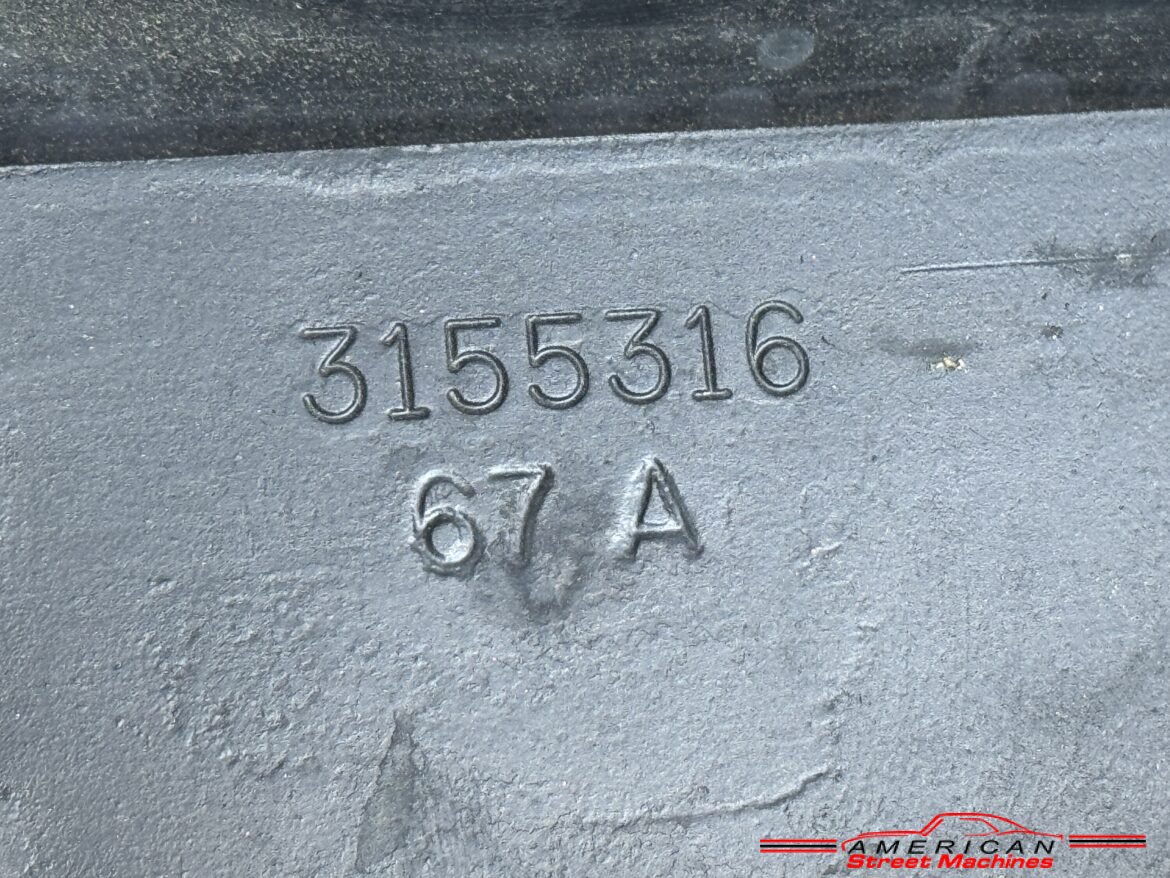 3155316
67 A
AMERICAN
Street Machines